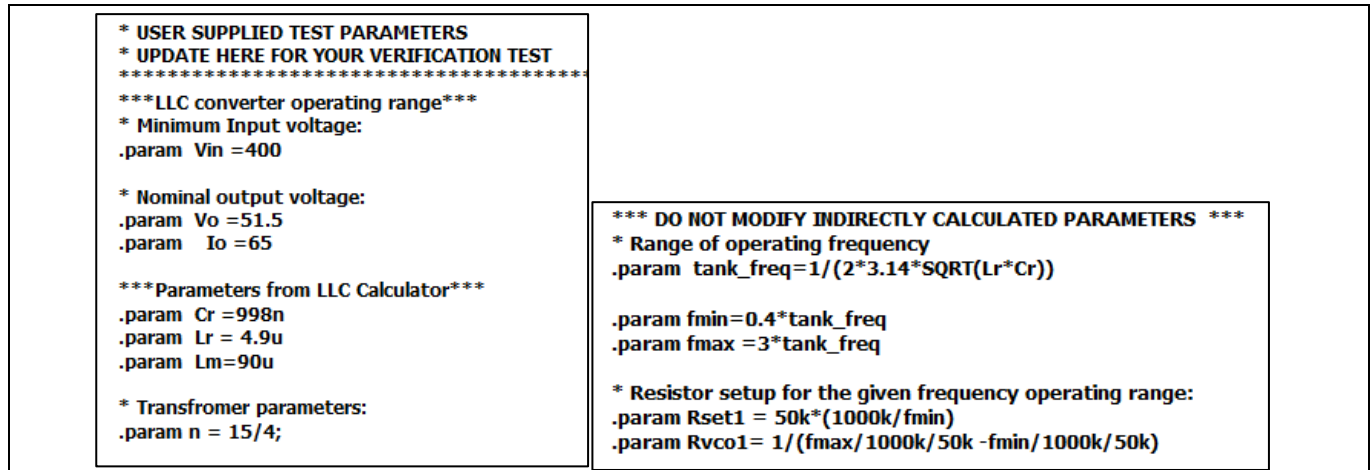 * USER SUPPLIED TEST PARAMETERS
* UPDATE HERE FOR YOUR VERIFICATION TEST
***************************************
***LLC converter operating range***
* Minimum Input voltage:
.param  Vin =400
* Nominal output voltage:
.param  Vo =51.5
.param   Io =65
***Parameters from LLC Calculator***
.param  Cr =998n
.param  Lr = 4.9u
.param  Lm=90u
* Transfromer parameters:
.param n = 15/4;
*** DO NOT MODIFY INDIRECTLY CALCULATED PARAMETERS  ***
* Range of operating frequency
.param  tank_freq=1/(2*3.14*SQRT(Lr*Cr))
.param fmin=0.4*tank_freq
.param fmax =3*tank_freq
* Resistor setup for the given frequency operating range:
.param Rset1 = 50k*(1000k/fmin)
.param Rvco1= 1/(fmax/1000k/50k -fmin/1000k/50k)